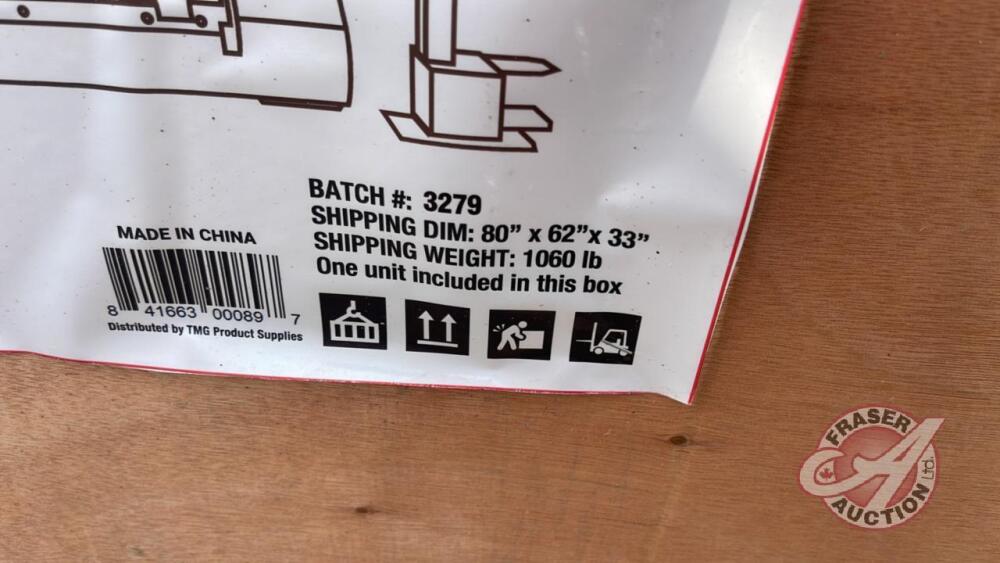 BATCH #: 3279
SHIPPING DIM: 80” x 62”x 33”
SHIPPING WEIGHT: 1060 lb
One unit included in this box
MADE IN CHINA
8 41663 00089 7
Distributed by TMG Product Supplies
FRASER
AUCTION Ltd.